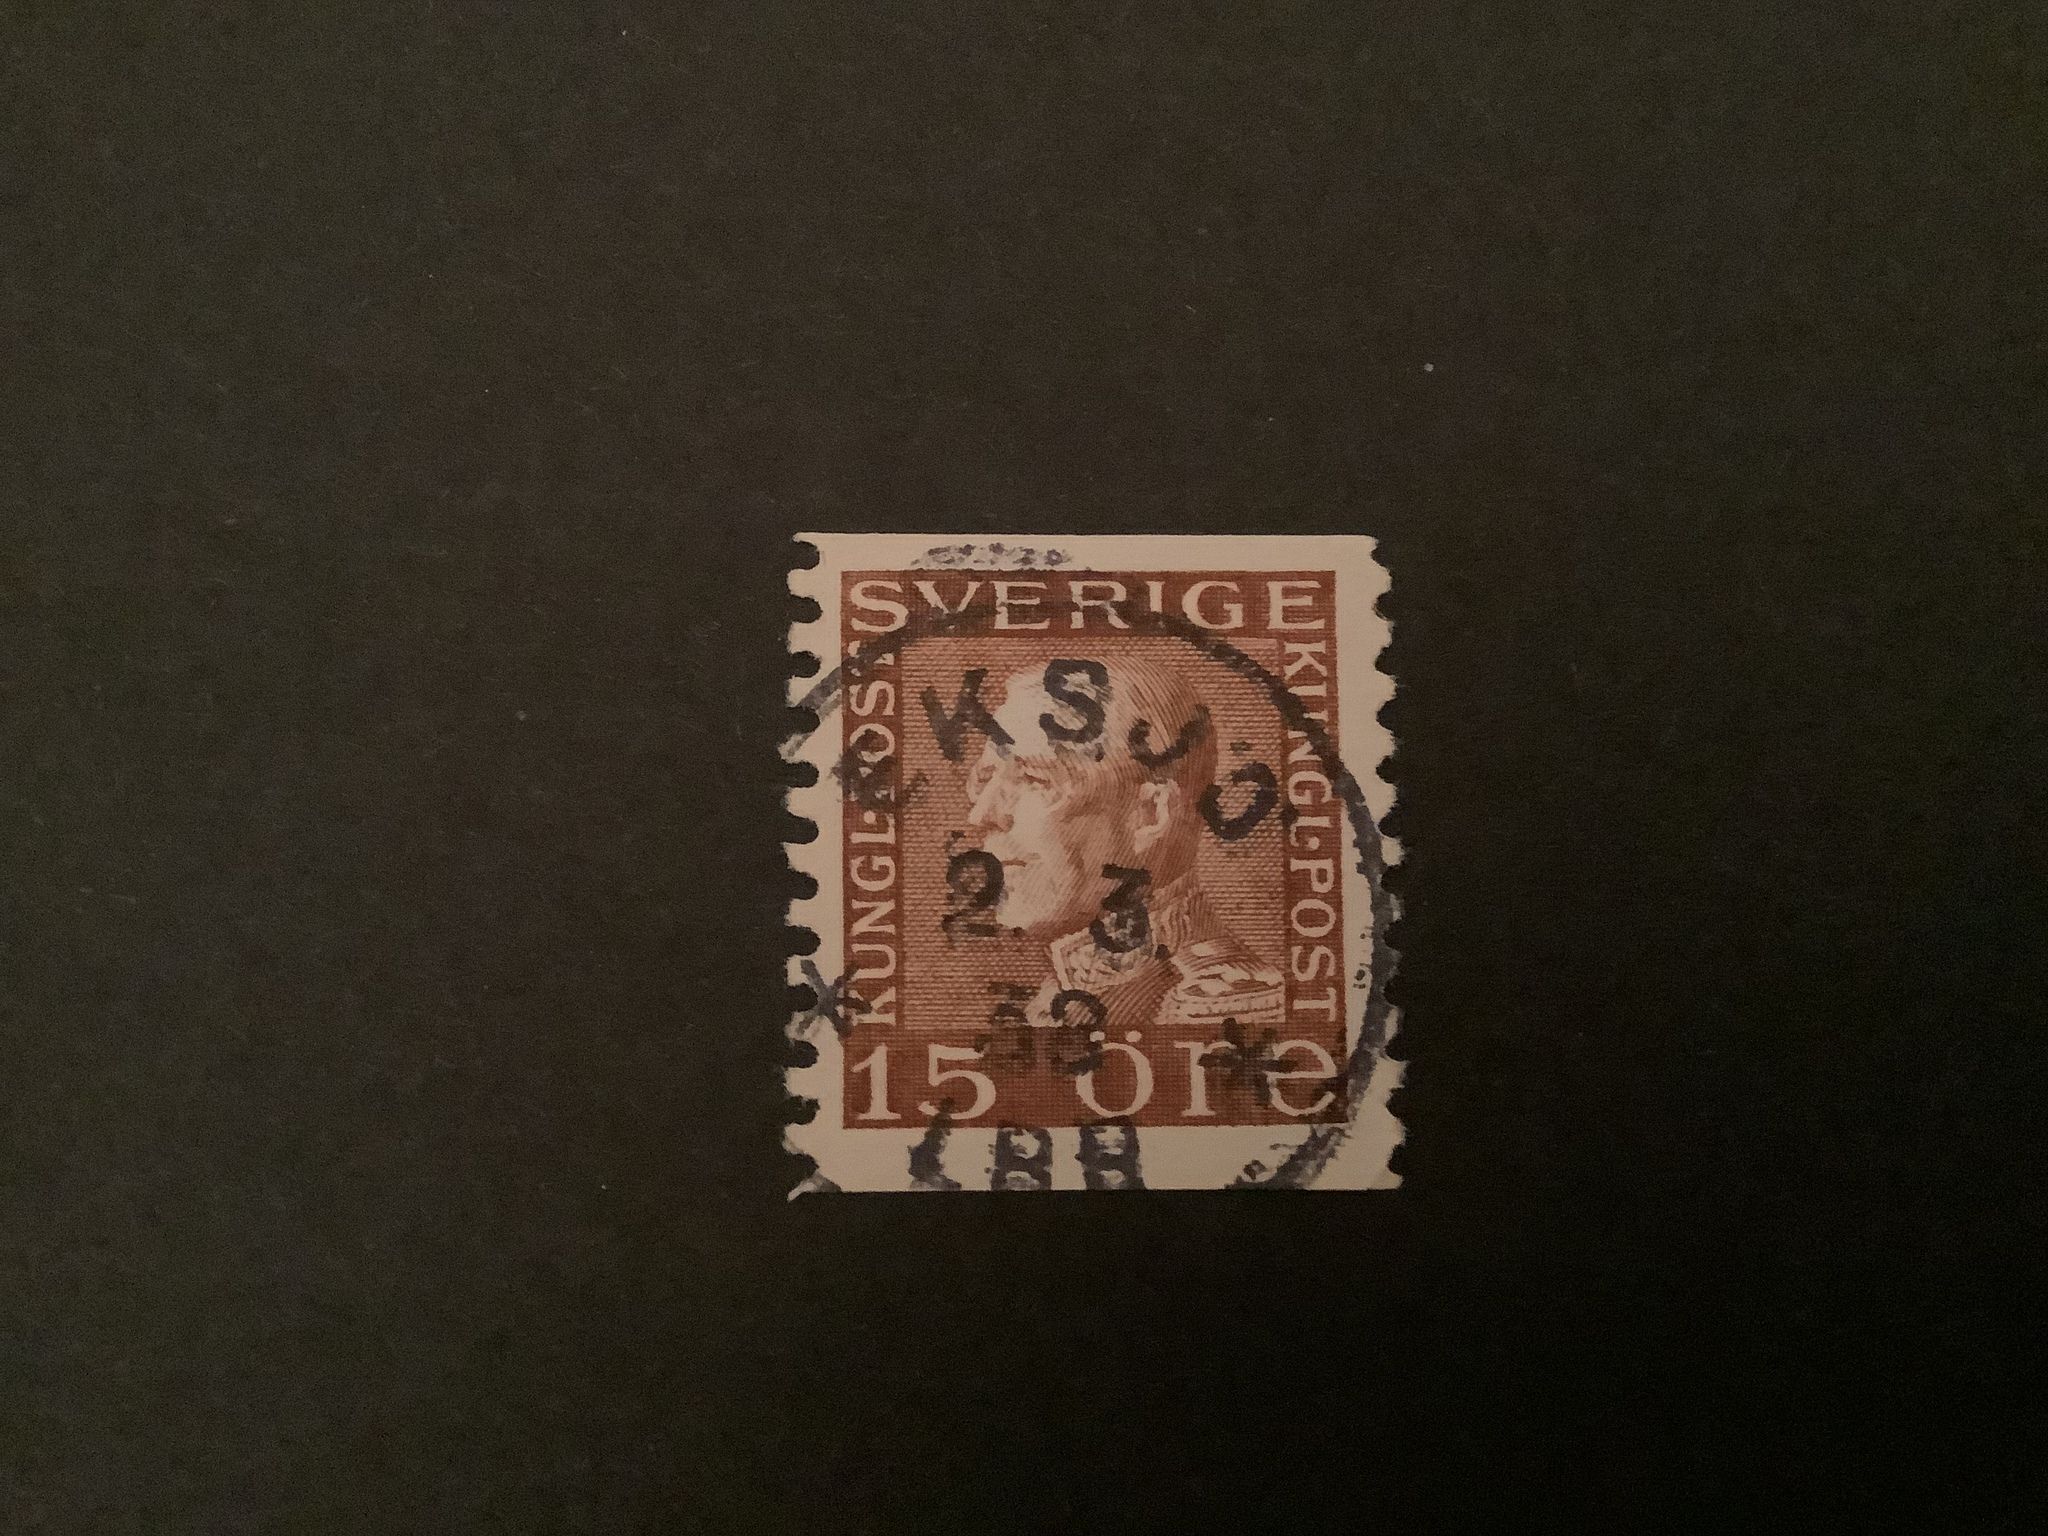 SVERIGE
KUNGL·POST
KUNGL·POST
EKSJÖ
2. 3.
15 öre